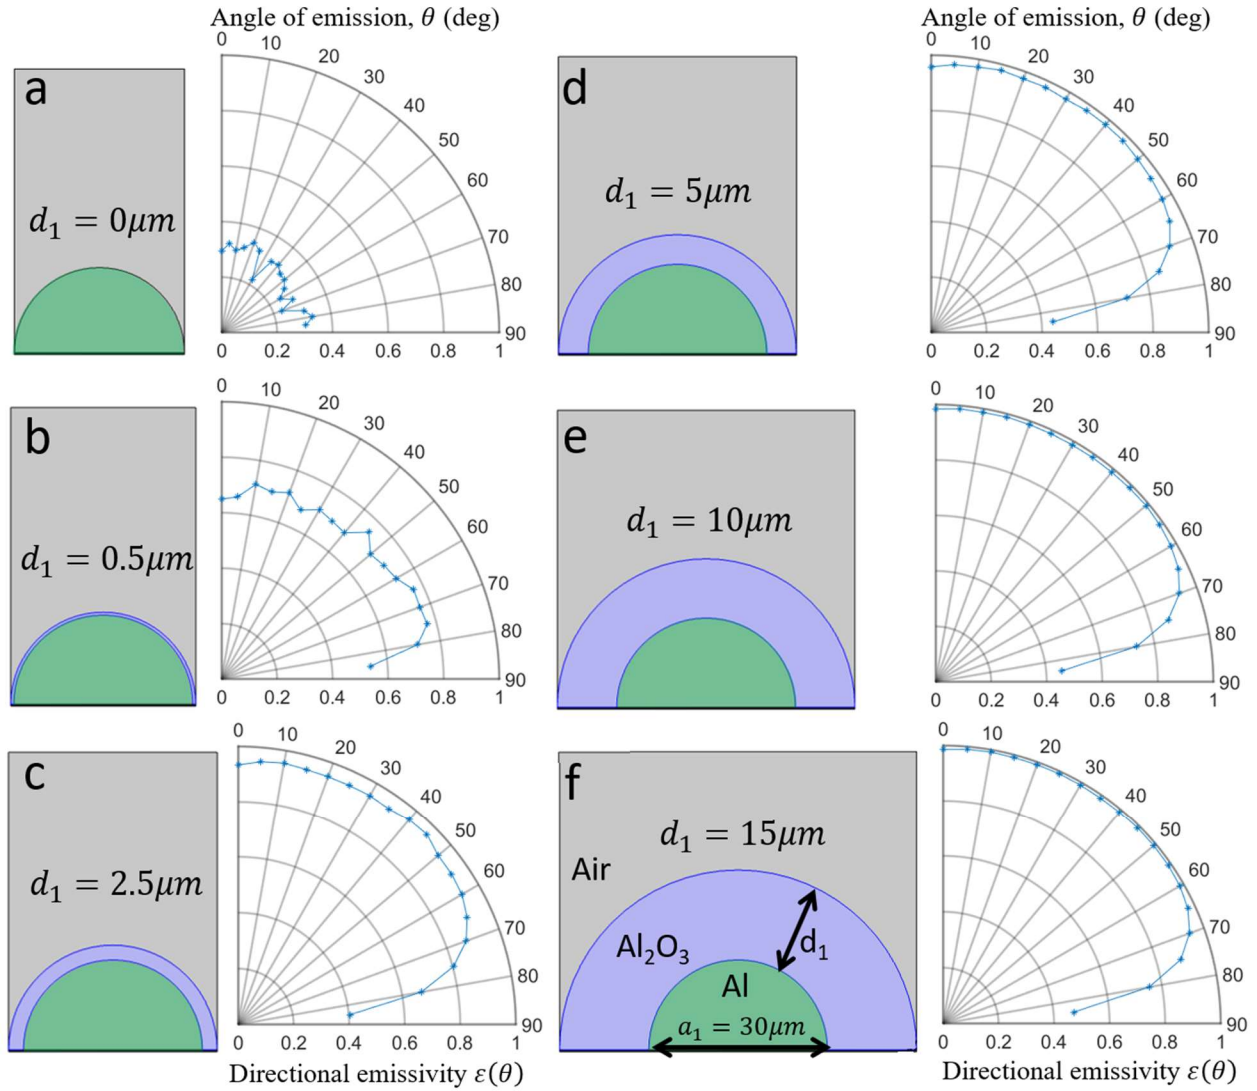 Angle of emission, θ (deg)
Angle of emission, θ (deg)
a
d₁ = 0μm
0
10
20
30
40
50
60
70
80
90
0 0.2 0.4 0.6 0.8 1
d
d₁ = 5μm
0
10
20
30
40
50
60
70
80
90
0 0.2 0.4 0.6 0.8 1
b
d₁ = 0.5μm
0
10
20
30
40
50
60
70
80
90
0 0.2 0.4 0.6 0.8 1
e
d₁ = 10μm
0
10
20
30
40
50
60
70
80
90
0 0.2 0.4 0.6 0.8 1
c
d₁ = 2.5μm
0
10
20
30
40
50
60
70
80
90
0 0.2 0.4 0.6 0.8 1
Directional emissivity ε(θ)
f
d₁ = 15μm
Air
Al₂O₃
d₁
Al
a₁ = 30μm
0
10
20
30
40
50
60
70
80
90
0 0.2 0.4 0.6 0.8 1
Directional emissivity ε(θ)